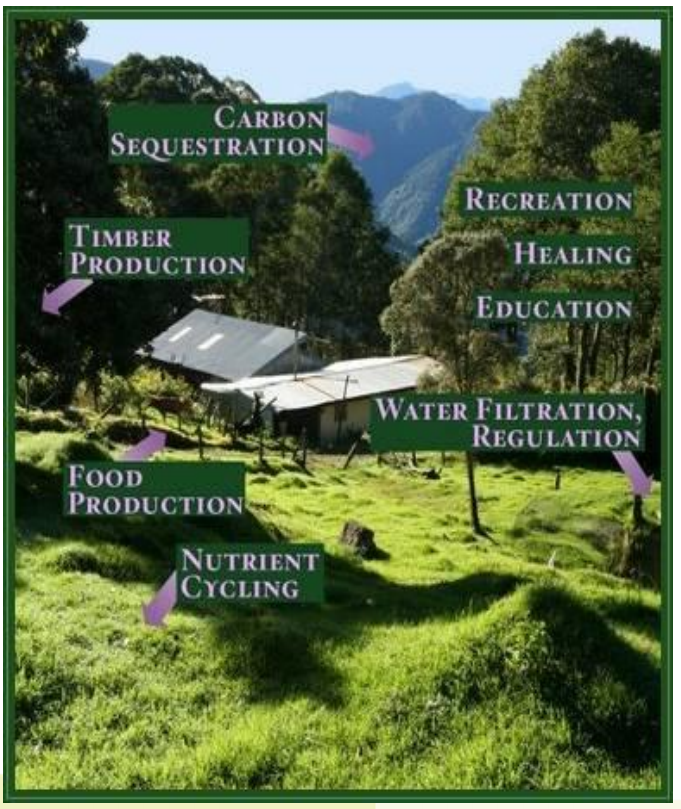 CARBON
SEQUESTRATION
RECREATION
TIMBER
PRODUCTION
HEALING
EDUCATION
WATER FILTRATION,
REGULATION
FOOD
PRODUCTION
NUTRIENT
CYCLING